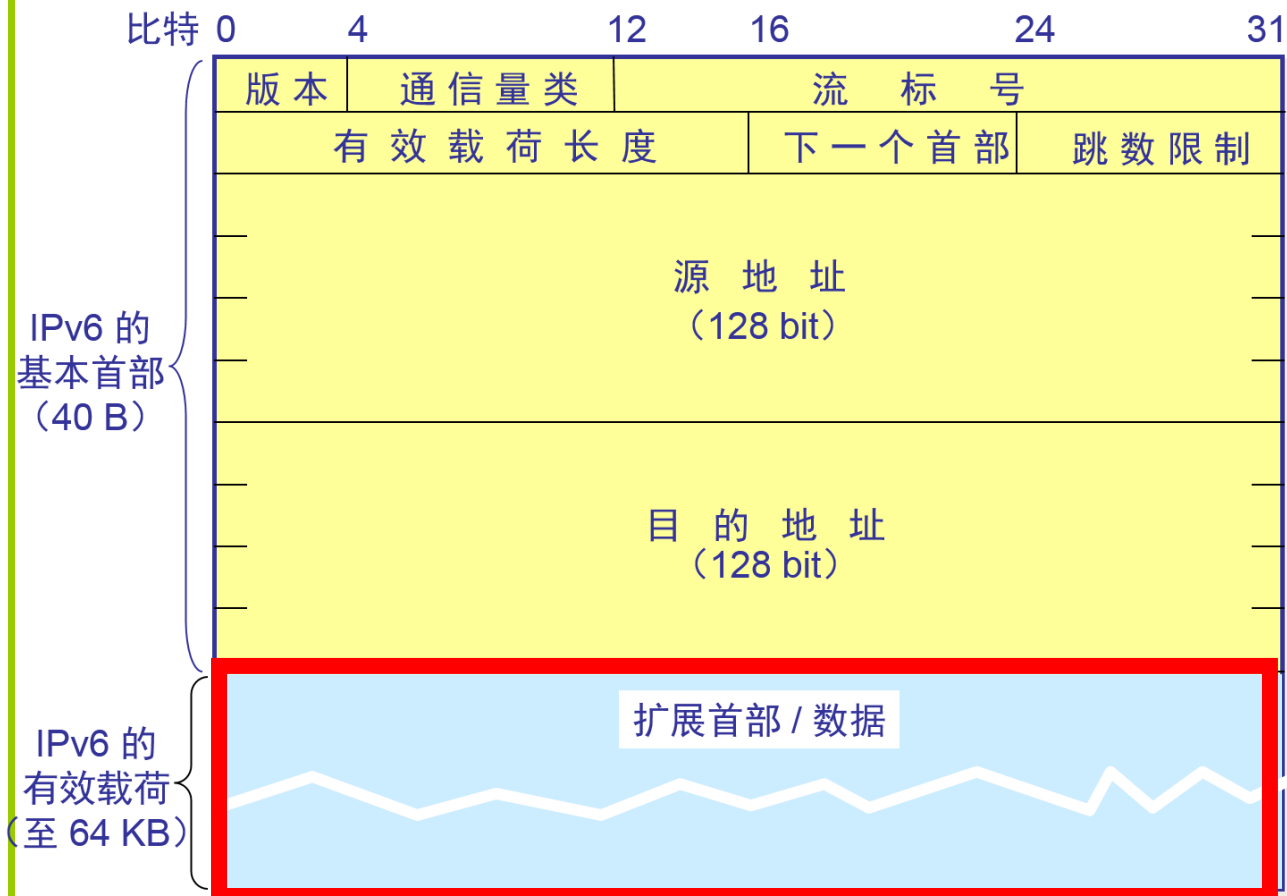 比特 0 4 12 16 24 31
版本 通信量类 流标号
有效载荷长度 下一个首部 跳数限制
源地址
（128 bit）
IPv6 的
基本首部
（40 B）
目的地址
（128 bit）
扩展首部 / 数据
IPv6 的
有效载荷
（至 64 KB）